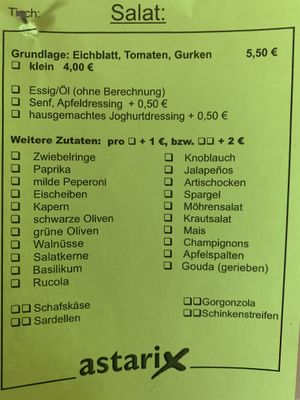 Tisch:
Salat:
Grundlage: Eichblatt, Tomaten, Gurken 5,50 €
❑ klein 4,00 €
❑ Essig/Öl (ohne Berechnung)
❑ Senf, Apfeldressing + 0,50 €
❑ hausgemachtes Joghurtdressing + 0,50 €
Weitere Zutaten: pro ❑ + 1 €, bzw. ❑❑ + 2 €
❑ Zwiebelringe ❑ Knoblauch
❑ Paprika ❑ Jalapeños
❑ milde Peperoni ❑ Artischocken
❑ Eischeiben ❑ Spargel
❑ Kapern ❑ Möhrensalat
❑ schwarze Oliven ❑ Krautsalat
❑ grüne Oliven ❑ Mais
❑ Walnüsse ❑ Champignons
❑ Salatkerne ❑ Apfelspalten
❑ Basilikum ❑ Gouda (gerieben)
❑ Rucola
❑❑ Schafskäse ❑❑ Gorgonzola
❑❑ Sardellen ❑❑ Schinkenstreifen
astarix